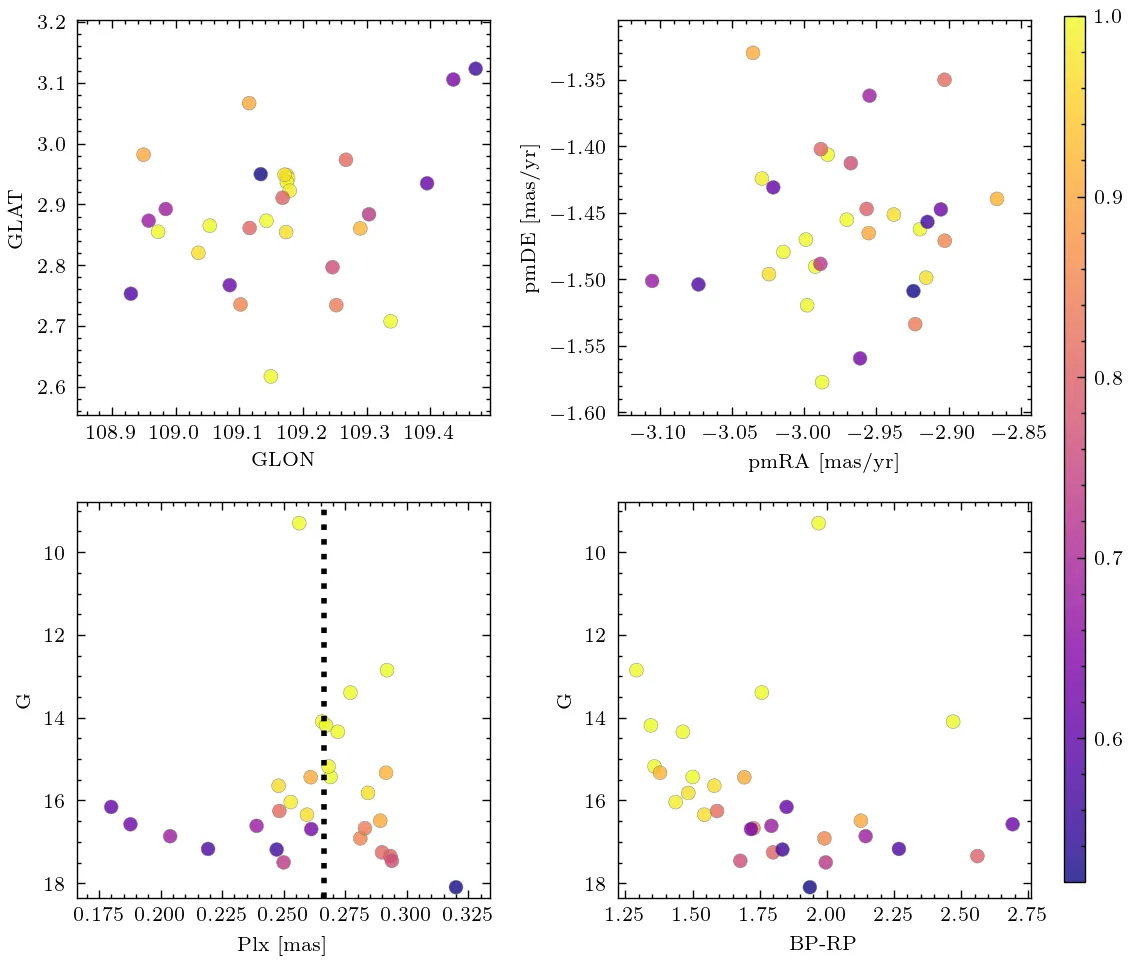 3.2
3.1
3.0
2.9
2.8
2.7
2.6
GLAT
108.9 109.0 109.1 109.2 109.3 109.4
GLON
−1.35
−1.40
−1.45
−1.50
−1.55
−1.60
pmDE [mas/yr]
−3.10 −3.05 −3.00 −2.95 −2.90 −2.85
pmRA [mas/yr]
10
12
14
16
18
G
0.175 0.200 0.225 0.250 0.275 0.300 0.325
Plx [mas]
10
12
14
16
18
G
1.25 1.50 1.75 2.00 2.25 2.50 2.75
BP-RP
1.0
0.9
0.8
0.7
0.6